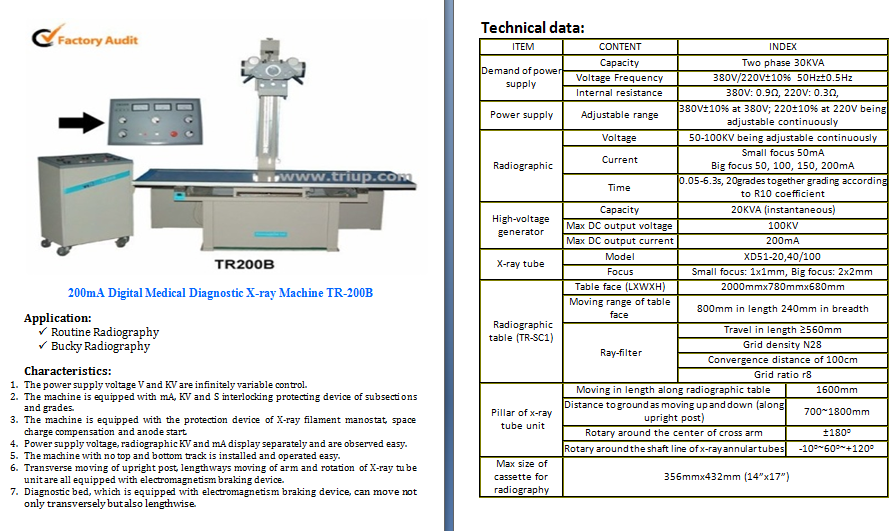 Factory Audit
www.triup.com
TR200B
200mA Digital Medical Diagnostic X-ray Machine TR-200B
Application:
✓ Routine Radiography
✓ Bucky Radiography
Characteristics:
1. The power supply voltage V and KV are infinitely variable control.
2. The machine is equipped with mA, KV and S interlocking protecting device of subsections
and grades.
3. The machine is equipped with the protection device of X-ray filament manostat, space
charge compensation and anode start.
4. Power supply voltage, radiographic KV and mA display separately and are observed easy.
5. The machine with no top and bottom track is installed and operated easy.
6. Transverse moving of upright post, lengthways moving of arm and rotation of X-ray tube
unit are all equipped with electromagnetism braking device.
7. Diagnostic bed, which is equipped with electromagnetism braking device, can move not
only transversely but also lengthwise.
Technical data:
ITEM CONTENT INDEX
Demand of power
supply
Capacity Two phase 30KVA
Voltage Frequency 380V/220V±10% 50Hz±0.5Hz
Internal resistance 380V: 0.9Ω, 220V: 0.3Ω,
Power supply Adjustable range
380V±10% at 380V; 220±10% at 220V being
adjustable continuously
Radiographic
Voltage 50-100KV being adjustable continuously
Current
Small focus 50mA
Big focus 50, 100, 150, 200mA
Time
0.05-6.3s, 20grades together grading according
to R10 coefficient
High-voltage
generator
Capacity 20KVA (instantaneous)
Max DC output voltage 100KV
Max DC output current 200mA
X-ray tube
Model XD51-20,40/100
Focus Small focus: 1x1mm, Big focus: 2x2mm
Radiographic
table (TR-SC1)
Table face (LXWXH) 2000mmx780mmx680mm
Moving range of table
face
800mm in length 240mm in breadth
Ray-filter
Travel in length ≥560mm
Grid density N28
Convergence distance of 100cm
Grid ratio r8
Pillar of x-ray
tube unit
Moving in length along radiographic table 1600mm
Distance to ground as moving up and down (along
upright post)
700~1800mm
Rotary around the center of cross arm ±180º
Rotary around the shaft line of x-ray annular tubes -10º~60º~+120º
Max size of
cassette for
radiography
356mmx432mm (14”x17”)